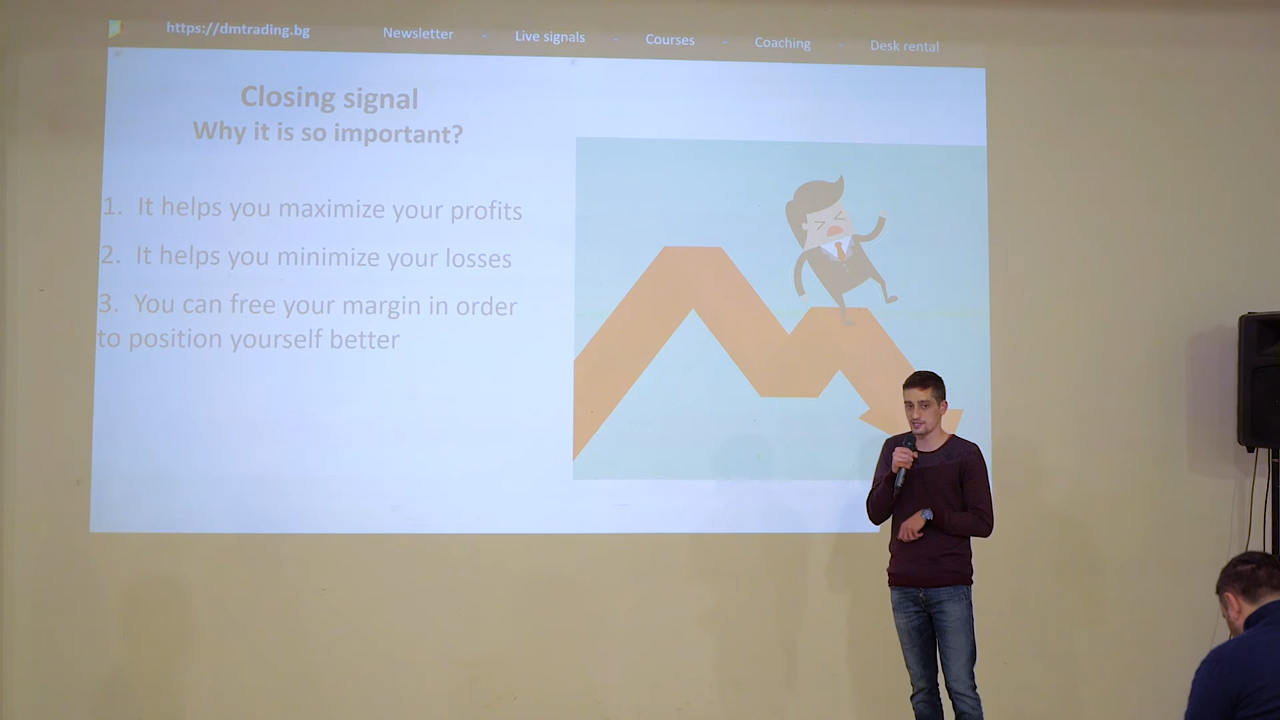 https://dmtrading.bg Newsletter - Live signals - Courses - Coaching - Desk rental
Closing signal
Why it is so important?
1. It helps you maximize your profits
2. It helps you minimize your losses
3. You can free your margin in order
to position yourself better